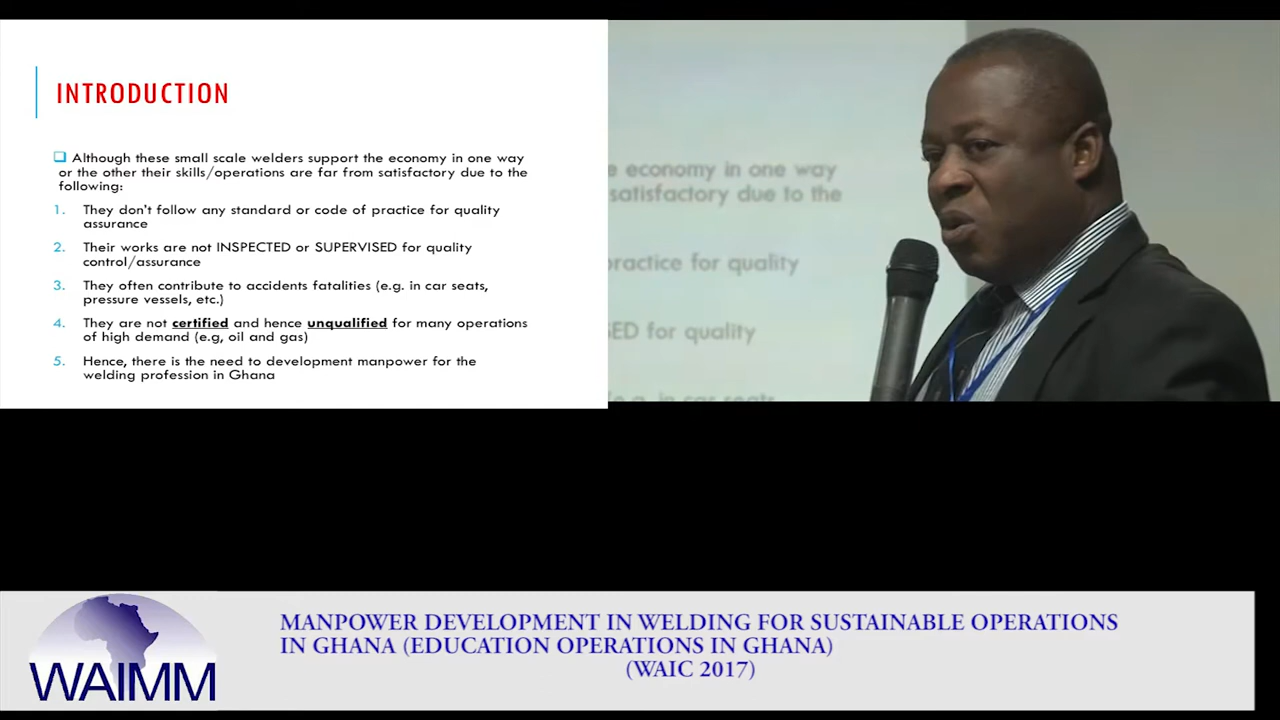 INTRODUCTION
❑ Although these small scale welders support the economy in one way
or the other their skills/operations are far from satisfactory due to the
following:
1. They don't follow any standard or code of practice for quality
assurance
2. Their works are not INSPECTED or SUPERVISED for quality
control/assurance
3. They often contribute to accidents fatalities (e.g. in car seats,
pressure vessels, etc.)
4. They are not certified and hence unqualified for many operations
of high demand (e.g, oil and gas)
5. Hence, there is the need to development manpower for the
welding profession in Ghana
e economy in one way
satisfactory due to the
practice for quality
SED for quality
(e.g. in car seats
WAIMM
MANPOWER DEVELOPMENT IN WELDING FOR SUSTAINABLE OPERATIONS
IN GHANA (EDUCATION OPERATIONS IN GHANA)
(WAIC 2017)